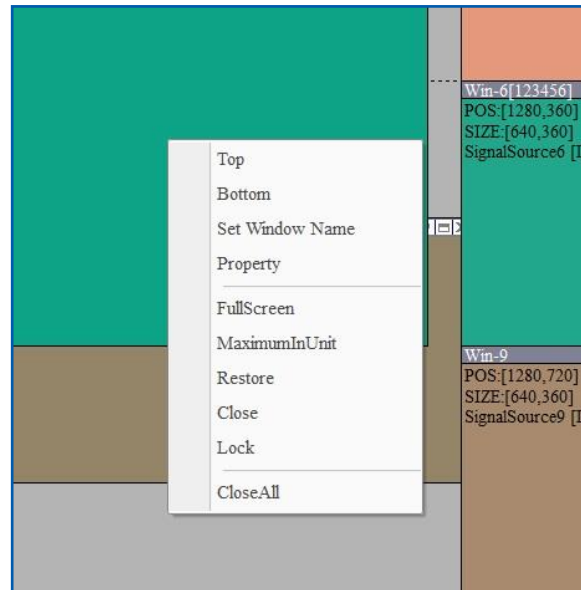 Win-6[123456]
POS:[1280,360]
SIZE:[640,360]
SignalSource6
Top
Bottom
Set Window Name
Property
FullScreen
MaximumInUnit
Restore
Close
Lock
CloseAll
Win-9
POS:[1280,720]
SIZE:[640,360]
SignalSource9